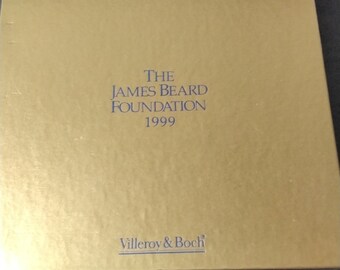 THE
JAMES BEARD
FOUNDATION
1999
Villeroy & Boch®